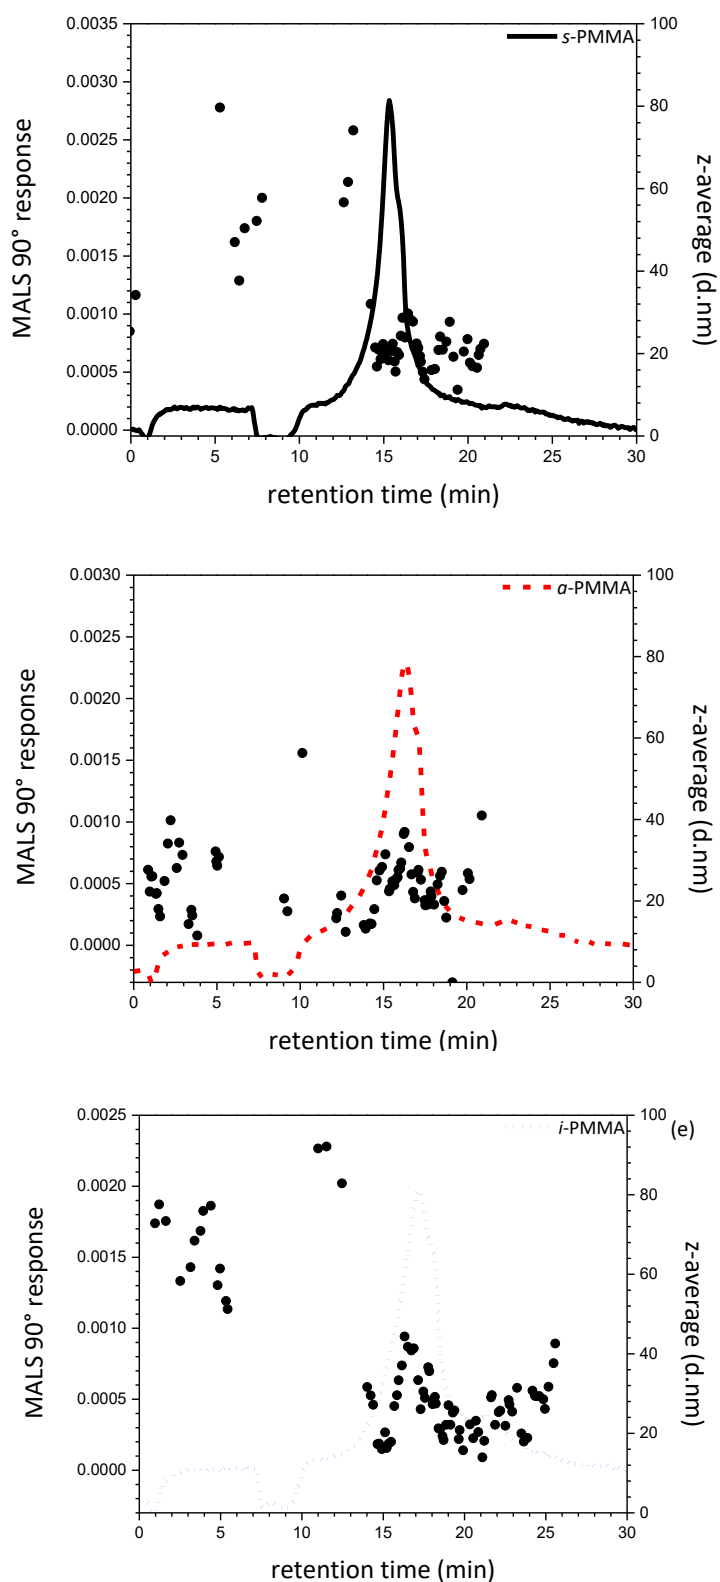 s-PMMA
0.0035
0.0030
0.0025
0.0020
0.0015
0.0010
0.0005
0.0000
MALS 90° response
100
80
60
40
20
0
z-average (d.nm)
0 5 10 15 20 25 30
retention time (min)
a-PMMA
0.0030
0.0025
0.0020
0.0015
0.0010
0.0005
0.0000
MALS 90° response
100
80
60
40
20
0
z-average (d.nm)
0 5 10 15 20 25 30
retention time (min)
i-PMMA
(e)
0.0025
0.0020
0.0015
0.0010
0.0005
0.0000
MALS 90° response
100
80
60
40
20
0
z-average (d.nm)
0 5 10 15 20 25 30
retention time (min)